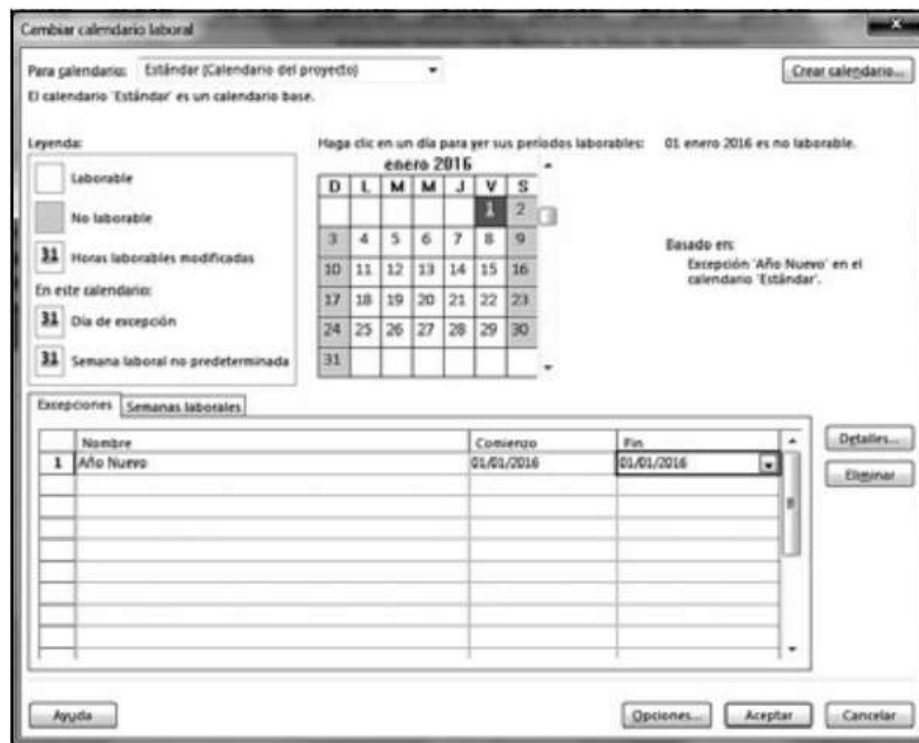 Cambiar calendario laboral
Para calendario: Estándar (Calendario del proyecto)
Crear calendario...
El calendario 'Estándar' es un calendario base.
Leyenda:
Laborable
No laborable
31 Horas laborables modificadas
En este calendario:
31 Día de excepción
31 Semana laboral no predeterminada
Haga clic en un día para ver sus períodos laborables:
enero 2016
D L M M J V S
1 2
3 4 5 6 7 8 9
10 11 12 13 14 15 16
17 18 19 20 21 22 23
24 25 26 27 28 29 30
31
01 enero 2016 es no laborable.
Basado en:
Excepción 'Año Nuevo' en el
calendario 'Estándar'.
Excepciones Semanas laborales
Nombre Comienzo Fin
1 Año Nuevo 01/01/2016 01/01/2016
Detalles...
Eliminar
Ayuda
Opciones... Aceptar Cancelar